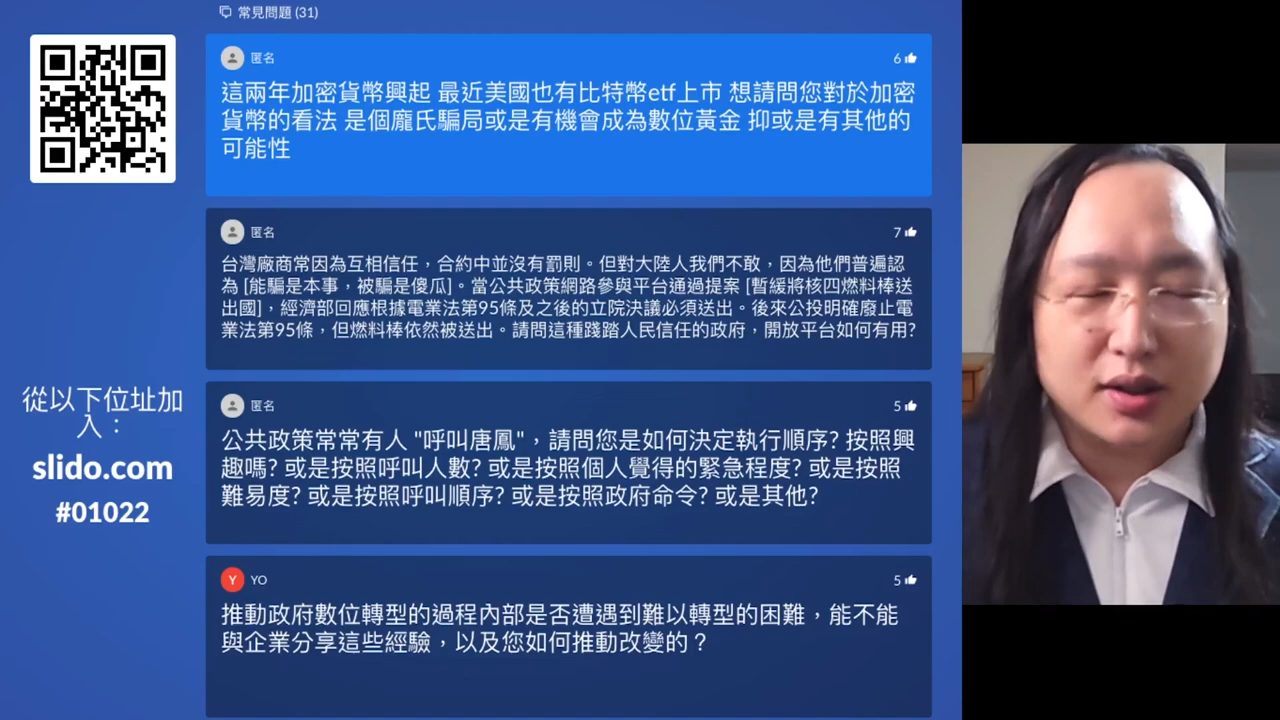 常見問題 (31)
匿名
6
這兩年加密貨幣興起 最近美國也有比特幣etf上市 想請問您對於加密
貨幣的看法 是個龐氏騙局或是有機會成為數位黃金 抑或是有其他的
可能性
匿名
7
台灣廠商常因為互相信任，合約中並沒有罰則。但對大陸人我們不敢，因為他們普遍認
為 [能騙是本事，被騙是傻瓜]。當公共政策網路參與平台通過提案 [暫緩將核四燃料棒送
出國]，經濟部回應根據電業法第95條及之後的立院決議必須送出。後來公投明確廢止電
業法第95條，但燃料棒依然被送出。請問這種踐踏人民信任的政府，開放平台如何有用?
匿名
5
公共政策常常有人 "呼叫唐鳳"，請問您是如何決定執行順序? 按照興
趣嗎? 或是按照呼叫人數? 或是按照個人覺得的緊急程度? 或是按照
難易度? 或是按照呼叫順序? 或是按照政府命令? 或是其他?
Y
YO
5
推動政府數位轉型的過程內部是否遭遇到難以轉型的困難，能不能
與企業分享這些經驗，以及您如何推動改變的？
從以下位址加
入：
slido.com
#01022